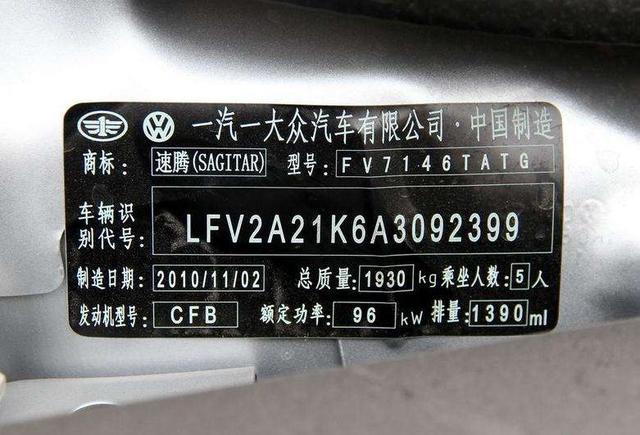 一汽一大众汽车有限公司·中国制造
商标: 速腾(SAGITAR) 型号: FV7146TATG
车辆识别代号: LFV2A21K6A3092399
制造日期: 2010/11/02 总质量: 1930 kg 乘坐人数: 5 人
发动机型号: CFB 额定功率: 96 kW 排量: 1390 ml